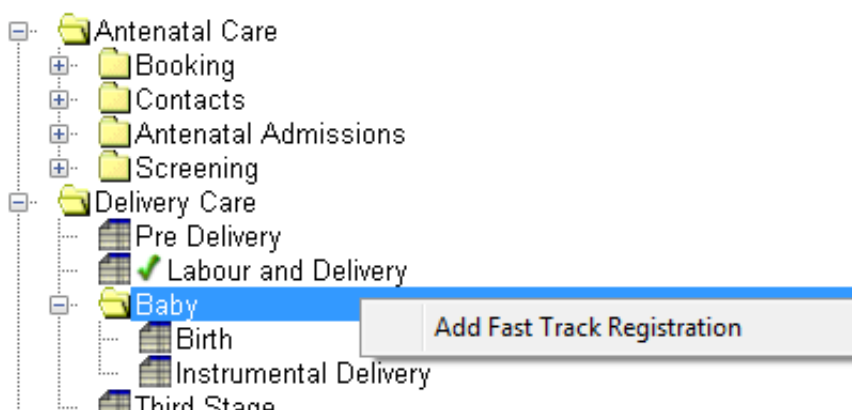 Antenatal Care
Booking
Contacts
Antenatal Admissions
Screening
Delivery Care
Pre Delivery
Labour and Delivery
Baby
Add Fast Track Registration
Birth
Instrumental Delivery
Third Stage